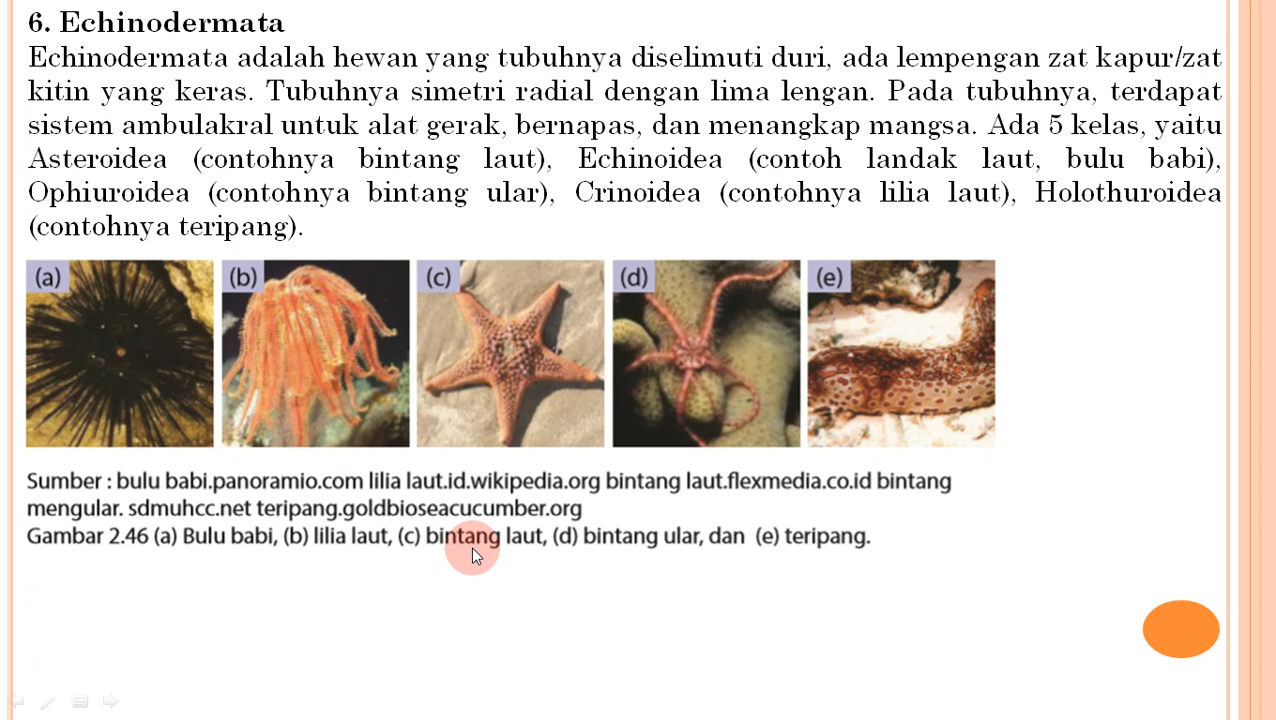 6. Echinodermata
Echinodermata adalah hewan yang tubuhnya diselimuti duri, ada lempengan zat kapur/zat
kitin yang keras. Tubuhnya simetri radial dengan lima lengan. Pada tubuhnya, terdapat
sistem ambulakral untuk alat gerak, bernapas, dan menangkap mangsa. Ada 5 kelas, yaitu
Asteroidea (contohnya bintang laut), Echinoidea (contoh landak laut, bulu babi),
Ophiuroidea (contohnya bintang ular), Crinoidea (contohnya lilia laut), Holothuroidea
(contohnya teripang).
(a) (b) (c) (d) (e)
Sumber : bulu babi.panoramio.com lilia laut.id.wikipedia.org bintang laut.flexmedia.co.id bintang
mengular. sdmuhcc.net teripang.goldbioseacucumber.org
Gambar 2.46 (a) Bulu babi, (b) lilia laut, (c) bintang laut, (d) bintang ular, dan (e) teripang.